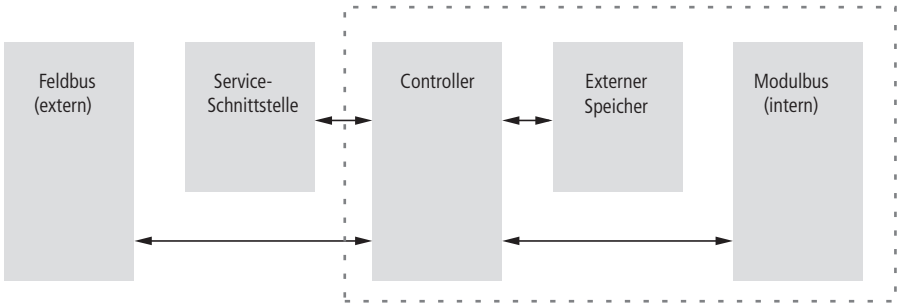 Feldbus
(extern)
Service-
Schnittstelle
Controller
Externer
Speicher
Modulbus
(intern)